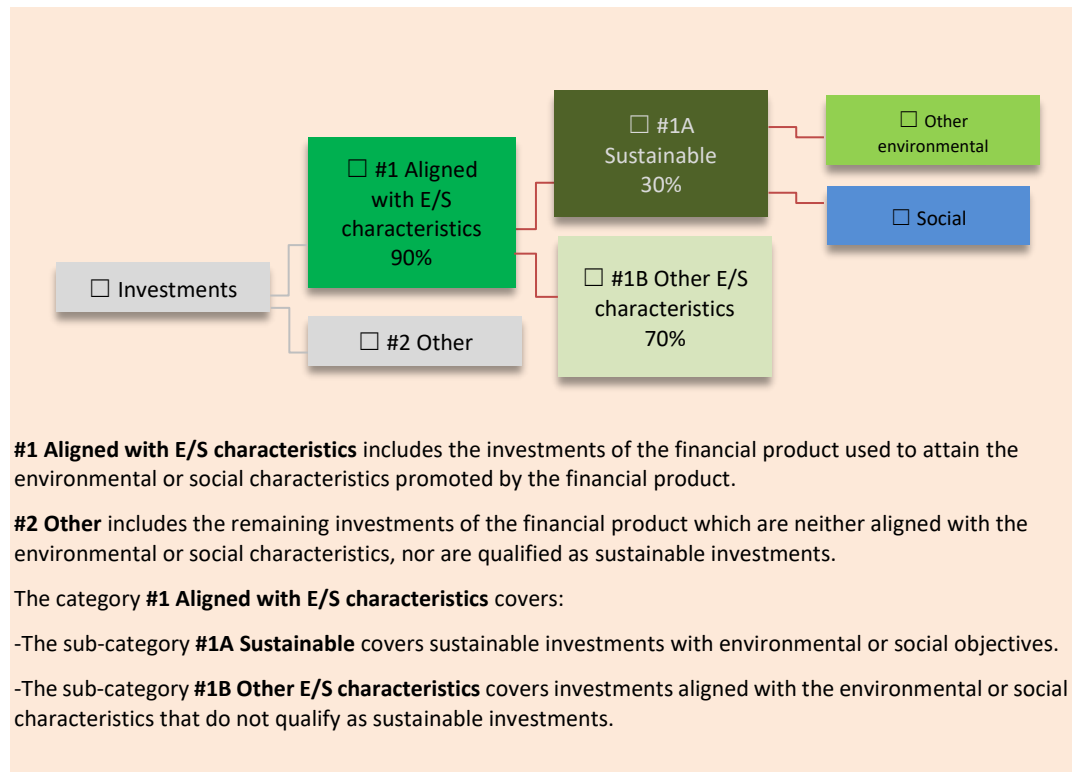 ☐ #1A
Sustainable
30%
☐ Other
environmental
☐ #1 Aligned
with E/S
characteristics
90%
☐ Social
☐ #1B Other E/S
characteristics
70%
☐ Investments
☐ #2 Other
#1 Aligned with E/S characteristics includes the investments of the financial product used to attain the
environmental or social characteristics promoted by the financial product.
#2 Other includes the remaining investments of the financial product which are neither aligned with the
environmental or social characteristics, nor are qualified as sustainable investments.
The category #1 Aligned with E/S characteristics covers:
-The sub-category #1A Sustainable covers sustainable investments with environmental or social objectives.
-The sub-category #1B Other E/S characteristics covers investments aligned with the environmental or social
characteristics that do not qualify as sustainable investments.